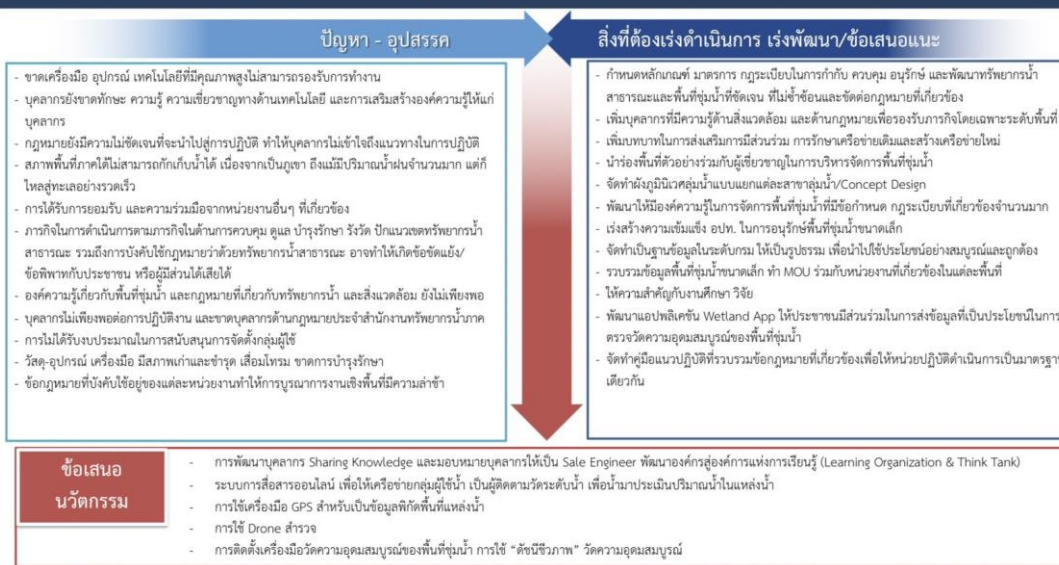 ปัญหา - อุปสรรค
- ขาดเครื่องมือ อุปกรณ์ เทคโนโลยีที่มีคุณภาพสูงไม่สามารถรองรับการทำงาน
- บุคลากรยังขาดทักษะ ความรู้ ความเชี่ยวชาญทางด้านเทคโนโลยี และการเสริมสร้างองค์ความรู้ให้แก่
บุคลากร
- กฎหมายยังมีความไม่ชัดเจนที่จะนำไปสู่การปฏิบัติ ทำให้บุคลากรไม่เข้าใจถึงแนวทางในการปฏิบัติ
- สภาพพื้นที่ภาคใต้ไม่สามารถกักเก็บน้ำได้ เนื่องจากเป็นภูเขา ถึงแม้มีปริมาณน้ำฝนจำนวนมาก แต่ก็
ไหลสู่ทะเลอย่างรวดเร็ว
- การได้รับการยอมรับ และความร่วมมือจากหน่วยงานอื่นๆ ที่เกี่ยวข้อง
- ภารกิจในการดำเนินการตามภารกิจในด้านการควบคุม ดูแล บำรุงรักษา รังวัด ปักแนวเขตทรัพยากรน้ำ
สาธารณะ รวมถึงการบังคับใช้กฎหมายว่าด้วยทรัพยากรน้ำสาธารณะ อาจทำให้เกิดข้อขัดแย้ง/
ข้อพิพาทกับประชาชน หรือผู้มีส่วนได้เสียได้
- องค์ความรู้เกี่ยวกับพื้นที่ชุ่มน้ำ และกฎหมายที่เกี่ยวกับทรัพยากรน้ำ และสิ่งแวดล้อม ยังไม่เพียงพอ
- บุคลากรไม่เพียงพอต่อการปฏิบัติงาน และขาดบุคลากรด้านกฎหมายประจำสำนักงานทรัพยากรน้ำภาค
- การไม่ได้รับงบประมาณในการสนับสนุนการจัดตั้งกลุ่มผู้ใช้
- วัสดุ-อุปกรณ์ เครื่องมือ มีสภาพเก่าและชำรุด เสื่อมโทรม ขาดการบำรุงรักษา
- ข้อกฎหมายที่บังคับใช้อยู่ของแต่ละหน่วยงานทำให้การบูรณาการงานเชิงพื้นที่มีความล่าช้า
สิ่งที่ต้องเร่งดำเนินการ เร่งพัฒนา/ข้อเสนอแนะ
- กำหนดหลักเกณฑ์ มาตรการ กฎระเบียบในการกำกับ ควบคุม อนุรักษ์ และพัฒนาทรัพยากรน้ำ
สาธารณะและพื้นที่ชุ่มน้ำที่ชัดเจน ที่ไม่ซ้ำซ้อนและขัดต่อกฎหมายที่เกี่ยวข้อง
- เพิ่มบุคลากรที่มีความรู้ด้านสิ่งแวดล้อม และด้านกฎหมายเพื่อรองรับภารกิจโดยเฉพาะระดับพื้นที่
- เพิ่มบทบาทในการส่งเสริมการมีส่วนร่วม การรักษาเครือข่ายเดิมและสร้างเครือข่ายใหม่
- นำร่องพื้นที่ตัวอย่างร่วมกับผู้เชี่ยวชาญในการบริหารจัดการพื้นที่ชุ่มน้ำ
- จัดทำผังภูมินิเวศลุ่มน้ำแบบแยกแต่ละสาขาลุ่มน้ำ/Concept Design
- พัฒนาให้มีองค์ความรู้ในการจัดการพื้นที่ชุ่มน้ำที่มีข้อกำหนด กฎระเบียบที่เกี่ยวข้องจำนวนมาก
- เร่งสร้างความเข้มแข็ง อปท. ในการอนุรักษ์พื้นที่ชุ่มน้ำขนาดเล็ก
- จัดทำเป็นฐานข้อมูลในระดับกรม ให้เป็นรูปธรรม เพื่อนำไปใช้ประโยชน์อย่างสมบูรณ์และถูกต้อง
- รวบรวมข้อมูลพื้นที่ชุ่มน้ำขนาดเล็ก ทำ MOU ร่วมกับหน่วยงานที่เกี่ยวข้องในแต่ละพื้นที่
- ให้ความสำคัญกับงานศึกษา วิจัย
- พัฒนาแอปพลิเคชัน Wetland App ให้ประชาชนมีส่วนร่วมในการส่งข้อมูลที่เป็นประโยชน์ในการ
ตรวจวัดความอุดมสมบูรณ์ของพื้นที่ชุ่มน้ำ
- จัดทำคู่มือแนวปฏิบัติที่รวบรวมข้อกฎหมายที่เกี่ยวข้องเพื่อให้หน่วยปฏิบัติดำเนินการเป็นมาตรฐาน
เดียวกัน
ข้อเสนอ
นวัตกรรม
- การพัฒนาบุคลากร Sharing Knowledge และมอบหมายบุคลากรให้เป็น Sale Engineer พัฒนาองค์กรสู่องค์การแห่งการเรียนรู้ (Learning Organization & Think Tank)
- ระบบการสื่อสารออนไลน์ เพื่อให้เครือข่ายกลุ่มผู้ใช้น้ำ เป็นผู้ติดตามวัดระดับน้ำ เพื่อนำมาประเมินปริมาณน้ำในแหล่งน้ำ
- การใช้เครื่องมือ GPS สำหรับเป็นข้อมูลพิกัดพื้นที่แหล่งน้ำ
- การใช้ Drone สำรวจ
- การติดตั้งเครื่องมือวัดความอุดมสมบูรณ์ของพื้นที่ชุ่มน้ำ การใช้ “ดัชนีชีวภาพ” วัดความอุดมสมบูรณ์